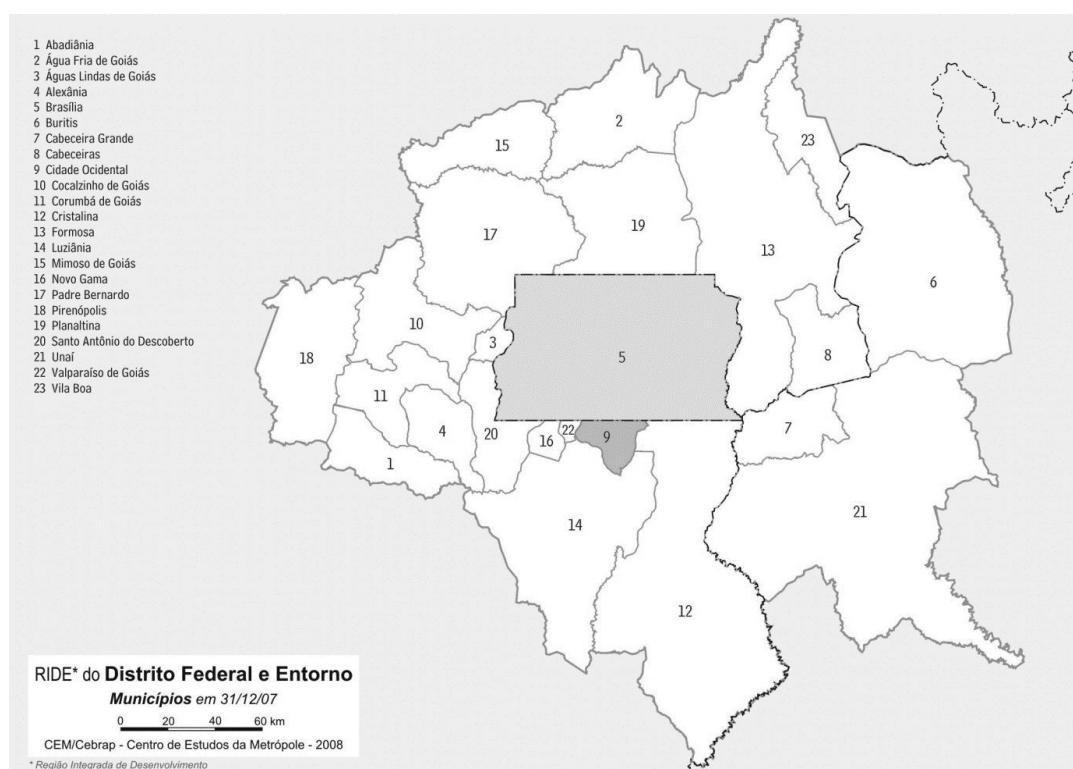 1 Abadiânia
2 Água Fria de Goiás
3 Águas Lindas de Goiás
4 Alexânia
5 Brasília
6 Buritis
7 Cabeceira Grande
8 Cabeceiras
9 Cidade Ocidental
10 Cocalzinho de Goiás
11 Corumbá de Goiás
12 Cristalina
13 Formosa
14 Luziânia
15 Mimoso de Goiás
16 Novo Gama
17 Padre Bernardo
18 Pirenópolis
19 Planaltina
20 Santo Antônio do Descoberto
21 Unaí
22 Valparaíso de Goiás
23 Vila Boa
2
15
23
19
17
13
6
10
3
18
5
8
11
4
20
16
22
9
7
1
21
14
12
RIDE* do Distrito Federal e Entorno
Municípios em 31/12/07
0 20 40 60 km
CEM/Cebrap - Centro de Estudos da Metrópole - 2008
* Região Integrada de Desenvolvimento